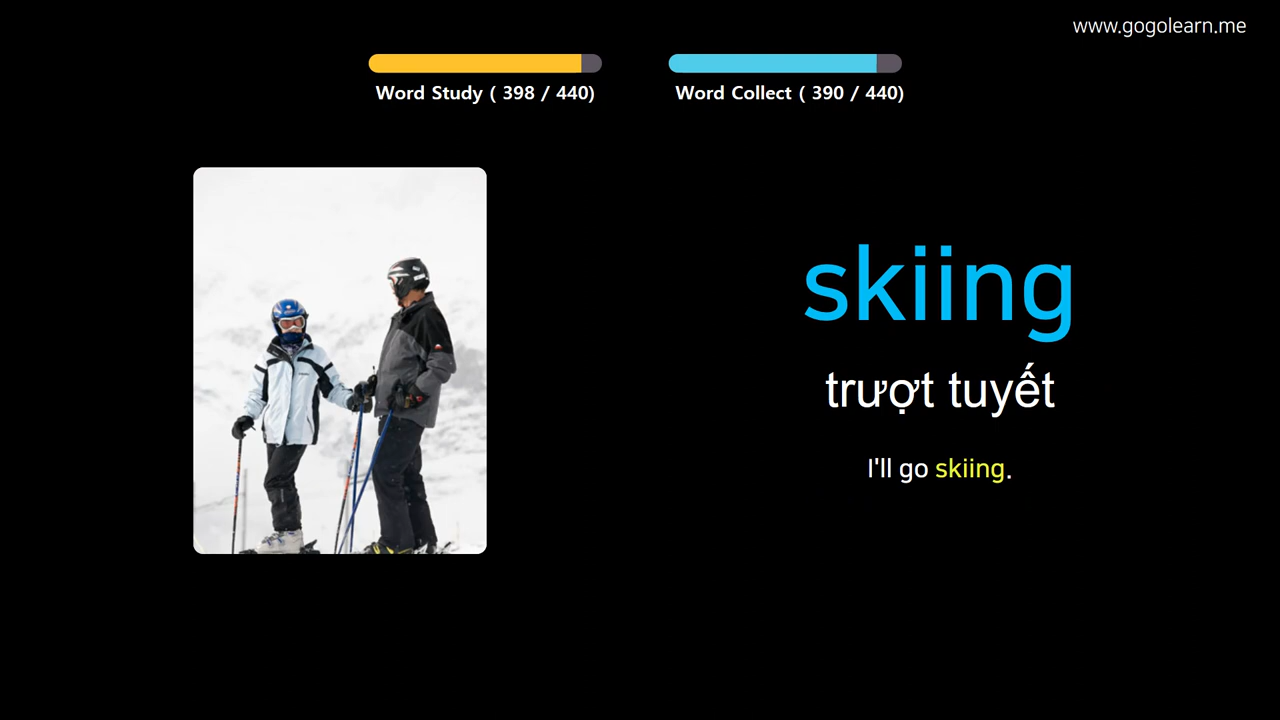 www.gogolearn.me
Word Study ( 398 / 440)
Word Collect ( 390 / 440)
skiing
trượt tuyết
I'll go skiing.